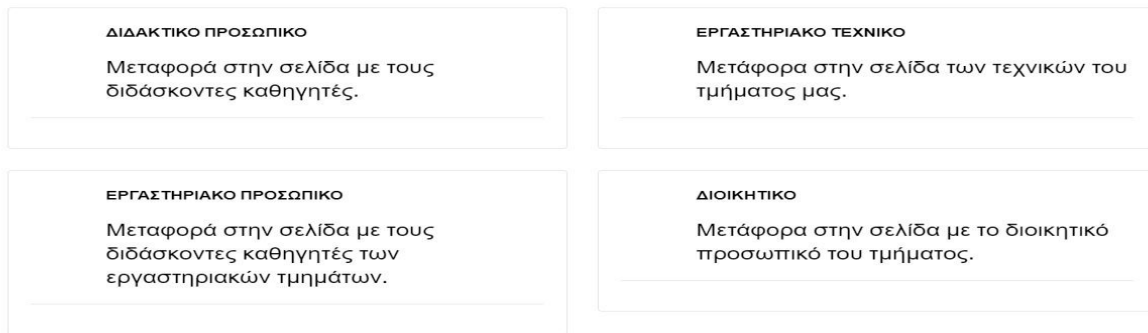 ΔΙΔΑΚΤΙΚΟ ΠΡΟΣΩΠΙΚΟ
Μεταφορά στην σελίδα με τους
διδάσκοντες καθηγητές.
ΕΡΓΑΣΤΗΡΙΑΚΟ ΤΕΧΝΙΚΟ
Μετάφορα στην σελίδα των τεχνικών του
τμήματος μας.
ΕΡΓΑΣΤΗΡΙΑΚΟ ΠΡΟΣΩΠΙΚΟ
Μεταφορά στην σελίδα με τους
διδάσκοντες καθηγητές των
εργαστηριακών τμημάτων.
ΔΙΟΙΚΗΤΙΚΟ
Μετάφορα στην σελίδα με το διοικητικό
προσωπικό του τμήματος.